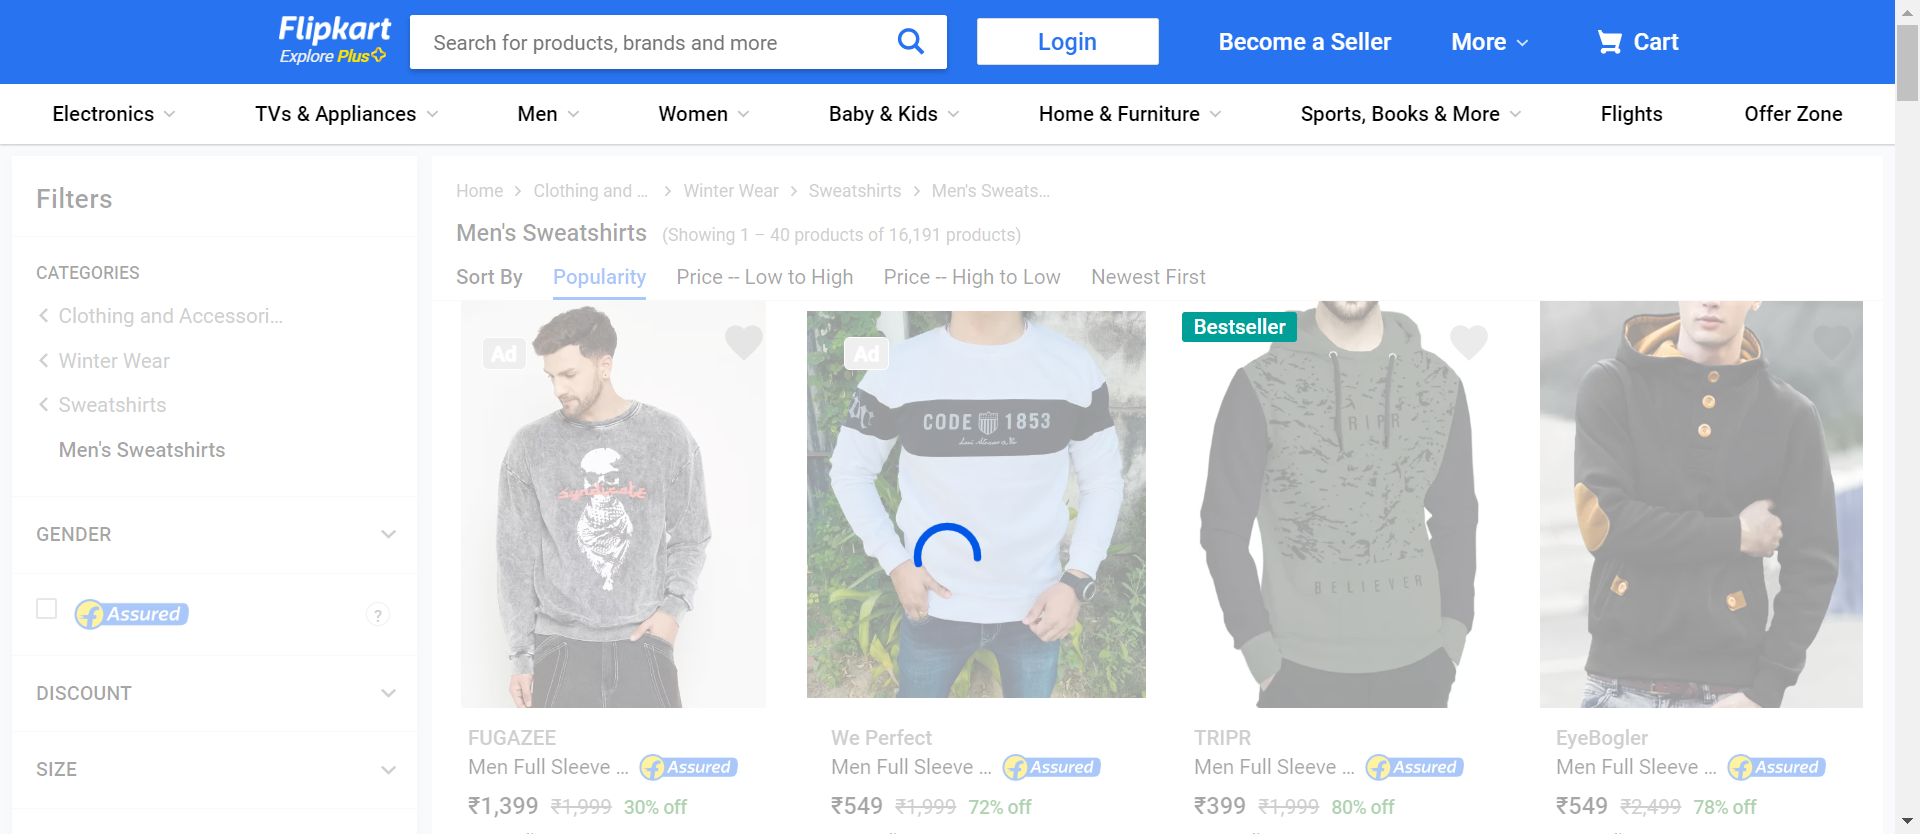 Flipkart
Explore Plus
Search for products, brands and more
Login
Become a Seller
More
Cart
Electronics
TVs & Appliances
Men
Women
Baby & Kids
Home & Furniture
Sports, Books & More
Flights
Offer Zone
Filters
CATEGORIES
Clothing and Accessori...
Winter Wear
Sweatshirts
Men's Sweatshirts
GENDER
Assured
?
DISCOUNT
SIZE
Home
Clothing and ...
Winter Wear
Sweatshirts
Men's Sweats...
Men's Sweatshirts (Showing 1 – 40 products of 16,191 products)
Sort By
Popularity
Price -- Low to High
Price -- High to Low
Newest First
Ad
syndicate
FUGAZEE
Men Full Sleeve ... Assured
₹1,399 ₹1,999 30% off
Ad
CODE 1853
We Perfect
Men Full Sleeve ... Assured
₹549 ₹1,999 72% off
Bestseller
TRIPR
BELIEVER
TRIPR
Men Full Sleeve ... Assured
₹399 ₹1,999 80% off
EyeBogler
Men Full Sleeve ... Assured
₹549 ₹2,499 78% off